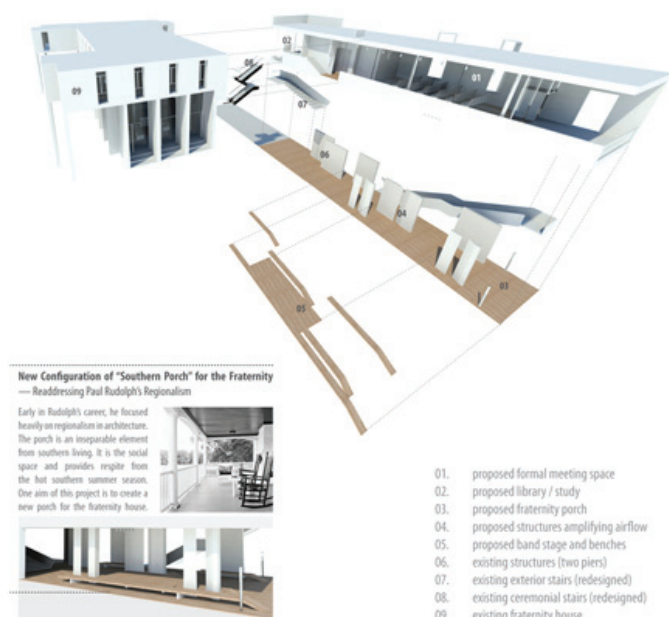 02
01
08
09
07
06
04
03
05
New Configuration of "Southern Porch" for the Fraternity
— Readdressing Paul Rudolph's Regionalism
Early in Rudolph's career, he focused
heavily on regionalism in architecture.
The porch is an inseparable element
from southern living. It is the social
space and provides respite from
the hot southern summer season.
One aim of this project is to create a
new porch for the fraternity house.
01. proposed formal meeting space
02. proposed library / study
03. proposed fraternity porch
04. proposed structures amplifying airflow
05. proposed band stage and benches
06. existing structures (two piers)
07. existing exterior stairs (redesigned)
08. existing ceremonial stairs (redesigned)
09. existing fraternity house